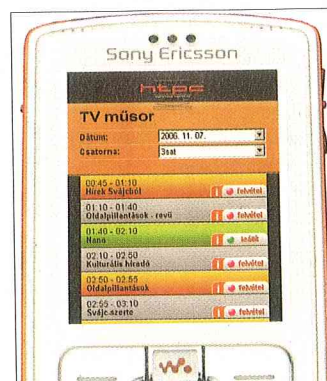 Sony Ericsson
htpc
TV műsor
Dátum: 2006. 11. 07.
Csatorna: 3sat
00:45 - 01:10
Hírek Svájcból felvétel
01:10 - 01:40
Oldalpillantások - revü felvétel
01:40 - 02:10
Nano
02:10 - 02:50
Kulturális híradó felvétel
02:50 - 02:55
Oldalpillantások felvétel
02:55 - 03:10
Svájc szerte felvétel